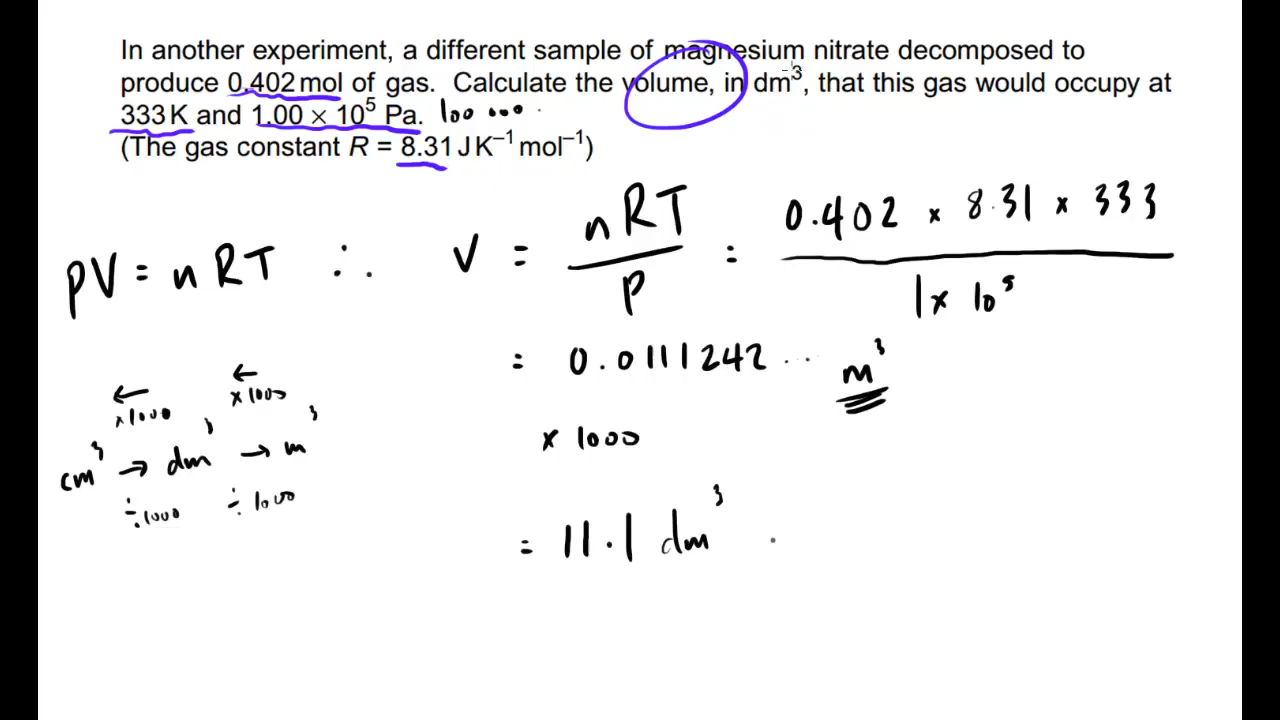 In another experiment, a different sample of magnesium nitrate decomposed to
produce 0.402 mol of gas. Calculate the volume, in dm³, that this gas would occupy at
333 K and 1.00 × 10⁵ Pa. 100 000
(The gas constant R = 8.31 J K⁻¹ mol⁻¹)
PV = nRT ∴ V = nRT / P = 0.402 × 8.31 × 333 / 1 × 10⁵
= 0.0111242 ... m³
← ×1000 ← ×1000
cm³ → dm³ → m³
÷1000 ÷1000
× 1000
= 11.1 dm³